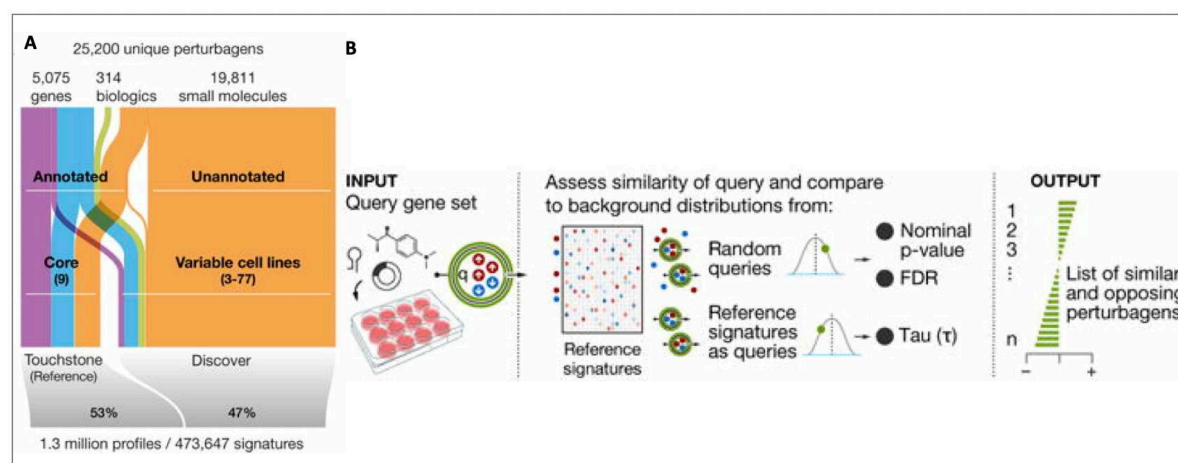 A
25,200 unique perturbagens
5,075
genes
314
biologics
19,811
small molecules
Annotated
Unannotated
Core
(9)
Variable cell lines
(3-77)
Touchstone
(Reference)
Discover
53%
47%
1.3 million profiles / 473,647 signatures
B
INPUT
Query gene set
q
Assess similarity of query and compare
to background distributions from:
Reference
signatures
Random
queries
Nominal
p-value
FDR
Reference
signatures
as queries
Tau (τ)
OUTPUT
1
2
3
⋮
n
List of similar
and opposing
perturbagens
− +